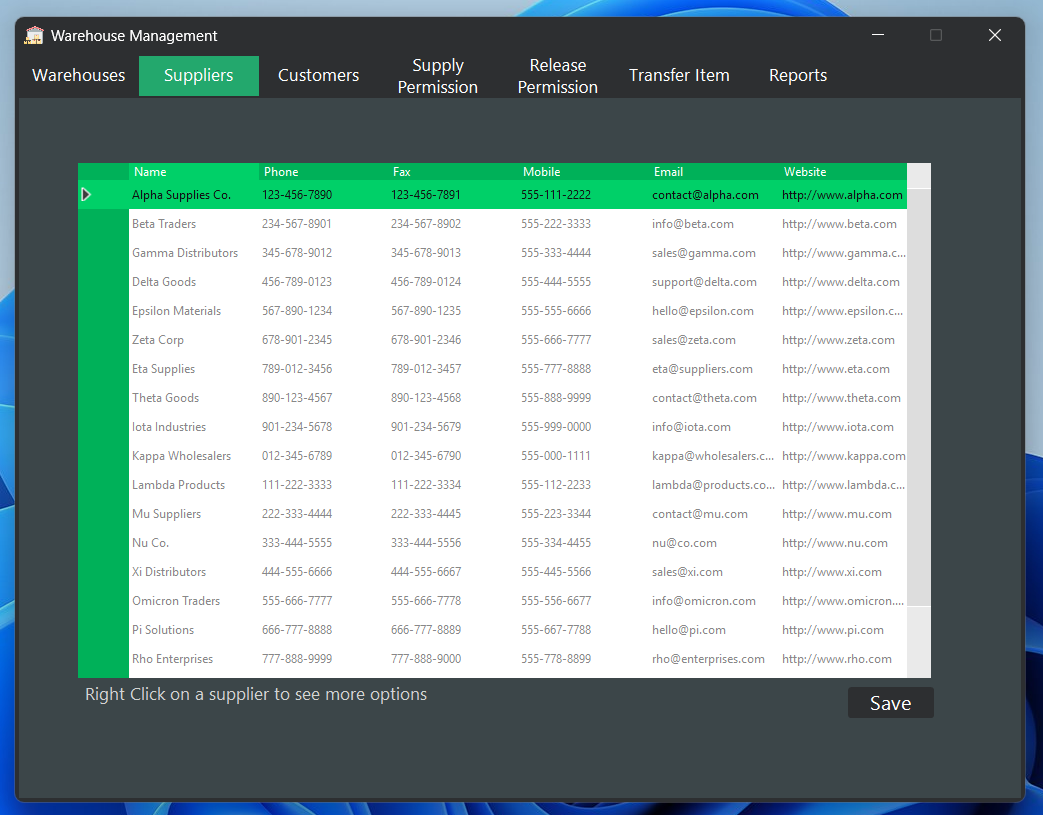 Warehouse Management
Warehouses Suppliers Customers Supply Permission Release Permission Transfer Item Reports
Name Phone Fax Mobile Email Website
Alpha Supplies Co. 123-456-7890 123-456-7891 555-111-2222 contact@alpha.com http://www.alpha.com
Beta Traders 234-567-8901 234-567-8902 555-222-3333 info@beta.com http://www.beta.com
Gamma Distributors 345-678-9012 345-678-9013 555-333-4444 sales@gamma.com http://www.gamma.c...
Delta Goods 456-789-0123 456-789-0124 555-444-5555 support@delta.com http://www.delta.com
Epsilon Materials 567-890-1234 567-890-1235 555-555-6666 hello@epsilon.com http://www.epsilon.c...
Zeta Corp 678-901-2345 678-901-2346 555-666-7777 sales@zeta.com http://www.zeta.com
Eta Supplies 789-012-3456 789-012-3457 555-777-8888 eta@suppliers.com http://www.eta.com
Theta Goods 890-123-4567 890-123-4568 555-888-9999 contact@theta.com http://www.theta.com
Iota Industries 901-234-5678 901-234-5679 555-999-0000 info@iota.com http://www.iota.com
Kappa Wholesalers 012-345-6789 012-345-6790 555-000-1111 kappa@wholesalers.c... http://www.kappa.com
Lambda Products 111-222-3333 111-222-3334 555-112-2233 lambda@products.co... http://www.lambda.c...
Mu Suppliers 222-333-4444 222-333-4445 555-223-3344 contact@mu.com http://www.mu.com
Nu Co. 333-444-5555 333-444-5556 555-334-4455 nu@co.com http://www.nu.com
Xi Distributors 444-555-6666 444-555-6667 555-445-5566 sales@xi.com http://www.xi.com
Omicron Traders 555-666-7777 555-666-7778 555-556-6677 info@omicron.com http://www.omicron....
Pi Solutions 666-777-8888 666-777-8889 555-667-7788 hello@pi.com http://www.pi.com
Rho Enterprises 777-888-9999 777-888-9000 555-778-8899 rho@enterprises.com http://www.rho.com
Right Click on a supplier to see more options
Save